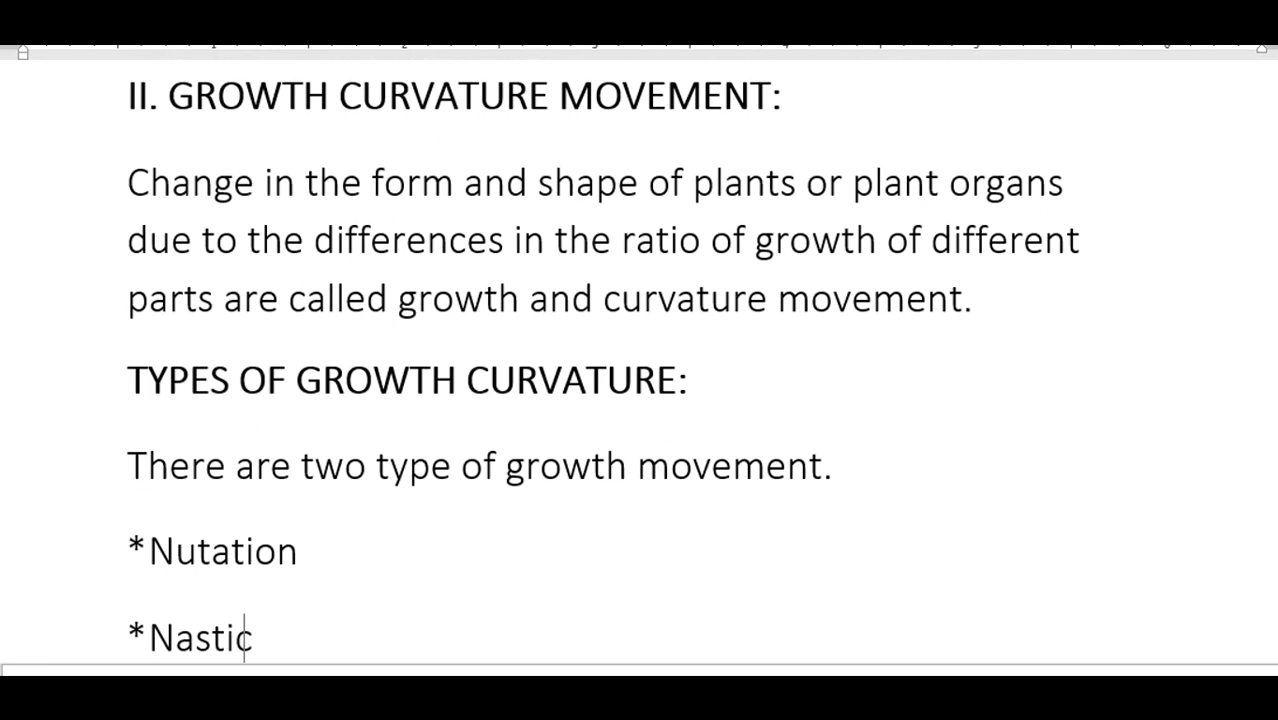 II. GROWTH CURVATURE MOVEMENT:
Change in the form and shape of plants or plant organs
due to the differences in the ratio of growth of different
parts are called growth and curvature movement.
TYPES OF GROWTH CURVATURE:
There are two type of growth movement.
*Nutation
*Nastic